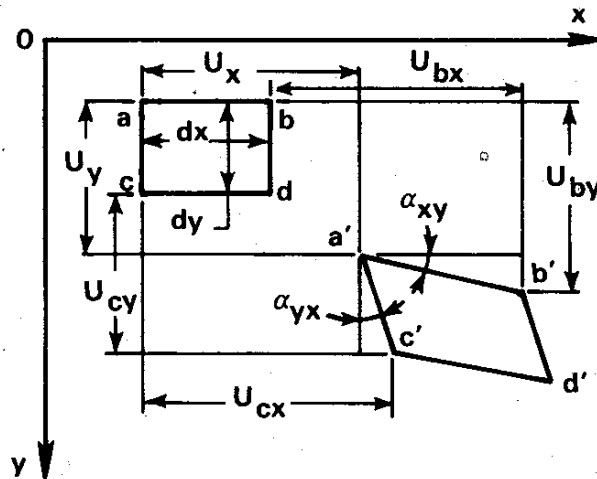 0
x
U_x
U_bx
a
b
dx
U_y
c
d
dy
U_by
α_xy
a′
b′
U_cy
α_yx
c′
d′
U_cx
y